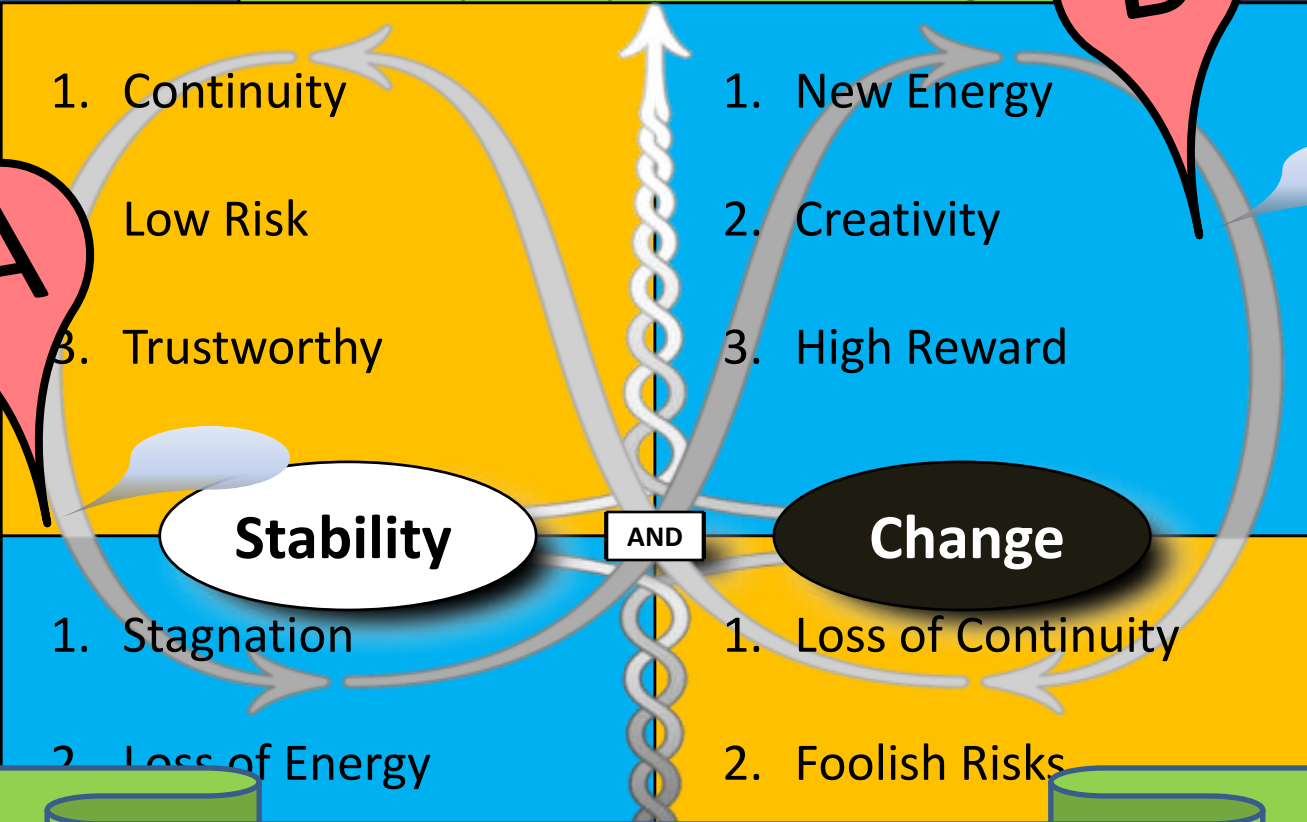 B
1. Continuity
Low Risk
3. Trustworthy
A
1. New Energy
2. Creativity
3. High Reward
Stability
AND
Change
1. Stagnation
2. Loss of Energy
1. Loss of Continuity
2. Foolish Risks